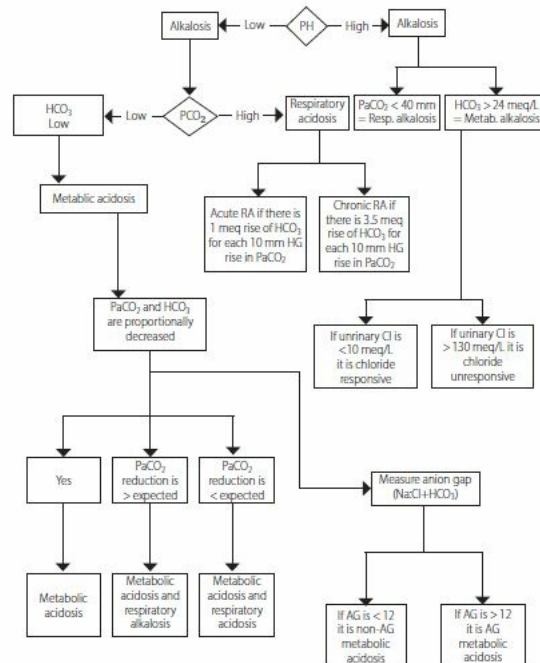 Alkalosis
Low
PH
High
Alkalosis
HCO₃
Low
Low
PCO₂
High
Respiratory
acidosis
PaCO₂ < 40 mm
= Resp. alkalosis
HCO₃ > 24 meq/L
= Metab. alkalosis
Metablic acidosis
Acute RA if there is
1 meq rise of HCO₃
for each 10 mm HG
rise in PaCO₂
Chronic RA if
there is 3.5 meq
rise of HCO₃ for
each 10 mm HG
rise in PaCO₂
PaCO₂ and HCO₃
are proportionally
decreased
If unrinary Cl is
<10 meq/L
it is chloride
responsive
If urinary Cl is
> 130 meq/L it is
chloride
unresponsive
Yes
PaCO₂
reduction is
> expected
PaCO₂
reduction is
< expected
Measure anion gap
(Na:Cl+HCO₃)
Metabolic
acidosis
Metabolic
acidosis and
respiratory
alkalosis
Metabolic
acidosis and
respiratory
acidosis
If AG is < 12
it is non-AG
metabolic
acidosis
If AG is > 12
it is AG
metabolic
acidosis